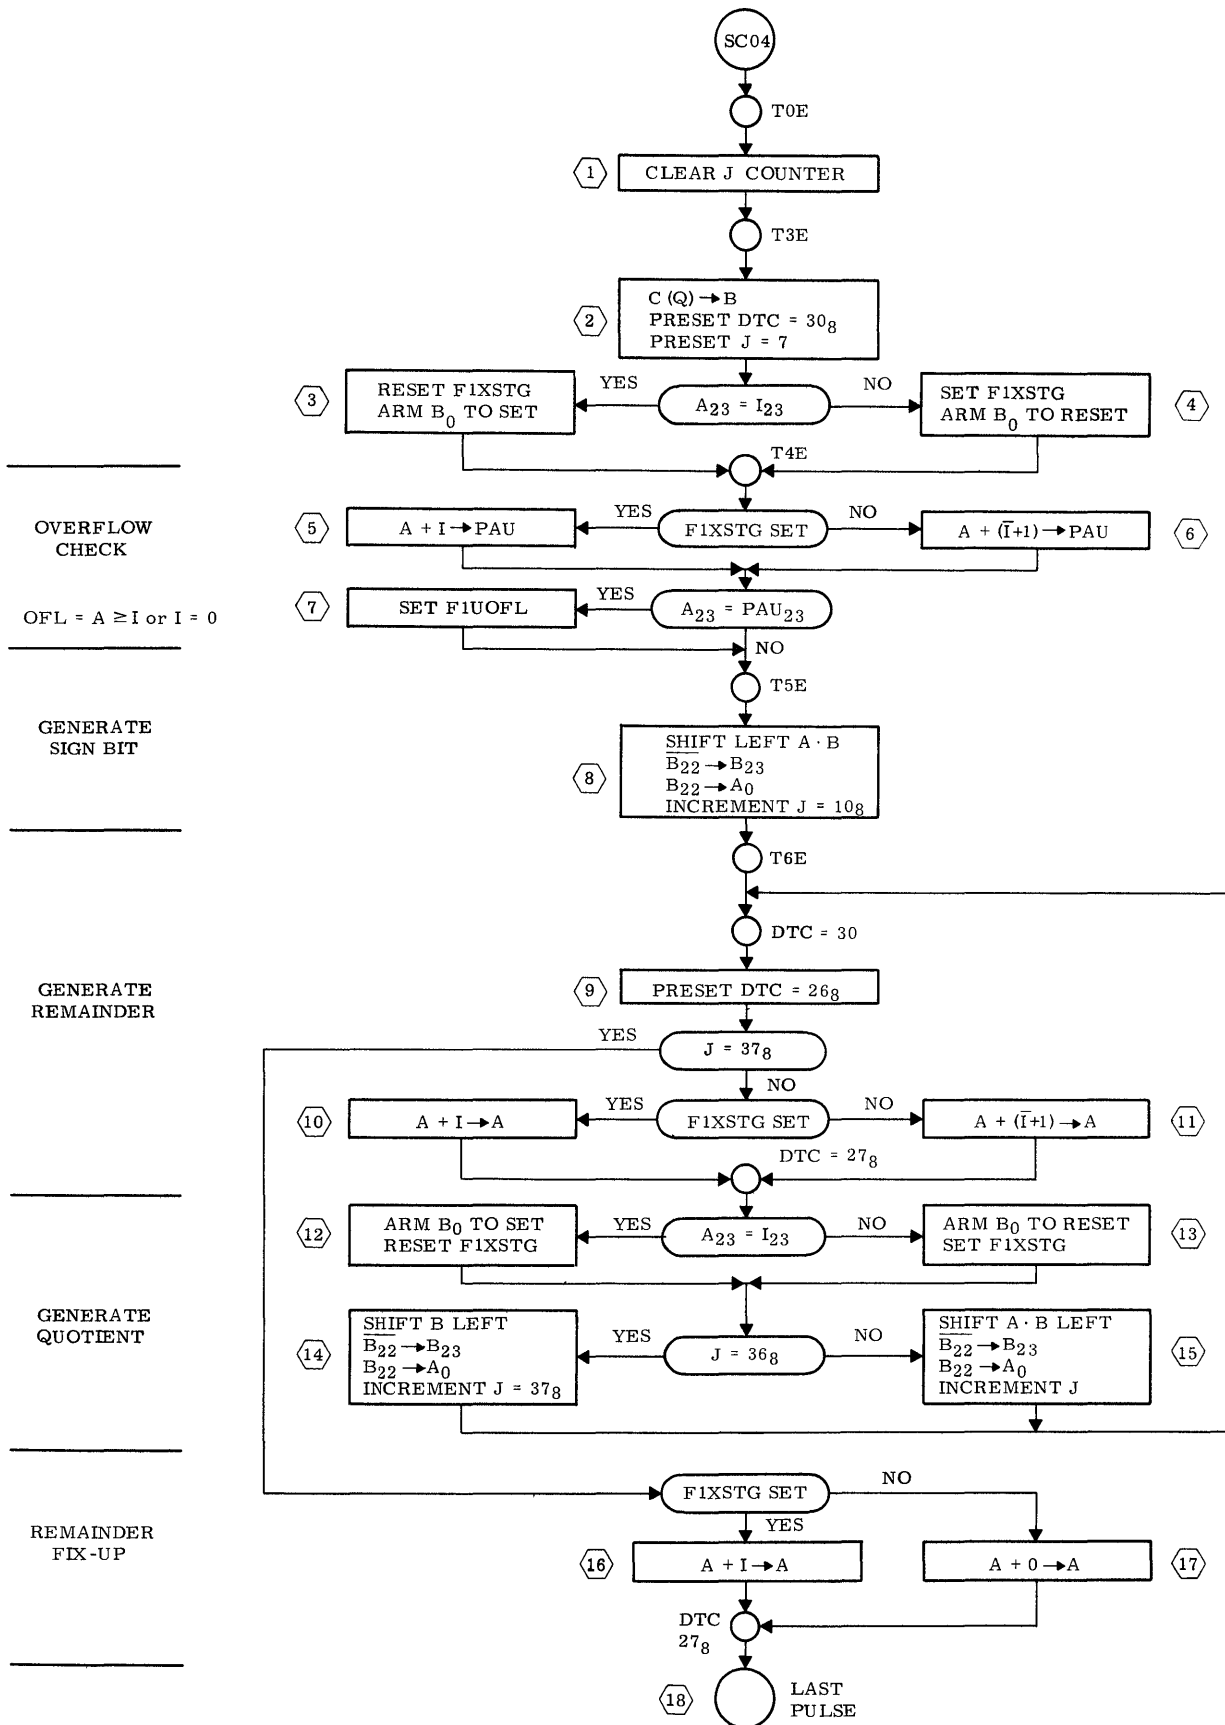 SC04
T0E
1
CLEAR J COUNTER
T3E
2
C (Q) → B
PRESET DTC = 30₈
PRESET J = 7
3
RESET F1XSTG
ARM B₀ TO SET
YES
A₂₃ = I₂₃
NO
SET F1XSTG
ARM B₀ TO RESET
4
T4E
OVERFLOW
CHECK
OFL = A ≥ I or I = 0
5
A + I → PAU
YES
F1XSTG SET
NO
A + (I̅+1) → PAU
6
7
SET F1UOFL
YES
A₂₃ = PAU₂₃
NO
T5E
GENERATE
SIGN BIT
8
SHIFT LEFT A · B
B̅₂̅₂̅ → B₂₃
B₂₂ → A₀
INCREMENT J = 10₈
T6E
DTC = 30
GENERATE
REMAINDER
9
PRESET DTC = 26₈
YES
J = 37₈
NO
10
A + I → A
YES
F1XSTG SET
NO
A + (I̅+1) → A
11
DTC = 27₈
12
ARM B₀ TO SET
RESET F1XSTG
YES
A₂₃ = I₂₃
NO
ARM B₀ TO RESET
SET F1XSTG
13
GENERATE
QUOTIENT
14
SHIFT B LEFT
B̅₂̅₂̅ → B₂₃
B₂₂ → A₀
INCREMENT J = 37₈
YES
J = 36₈
NO
SHIFT A · B LEFT
B̅₂̅₂̅ → B₂₃
B₂₂ → A₀
INCREMENT J
15
REMAINDER
FIX-UP
F1XSTG SET
NO
YES
16
A + I → A
A + 0 → A
17
DTC
27₈
18
LAST
PULSE